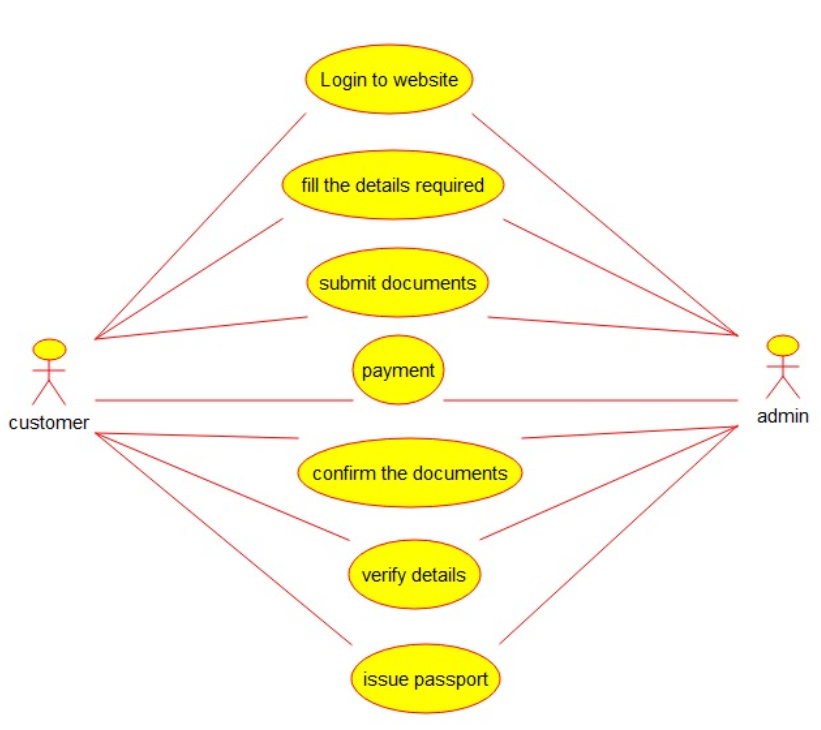 Login to website
fill the details required
submit documents
payment
customer
admin
confirm the documents
verify details
issue passport